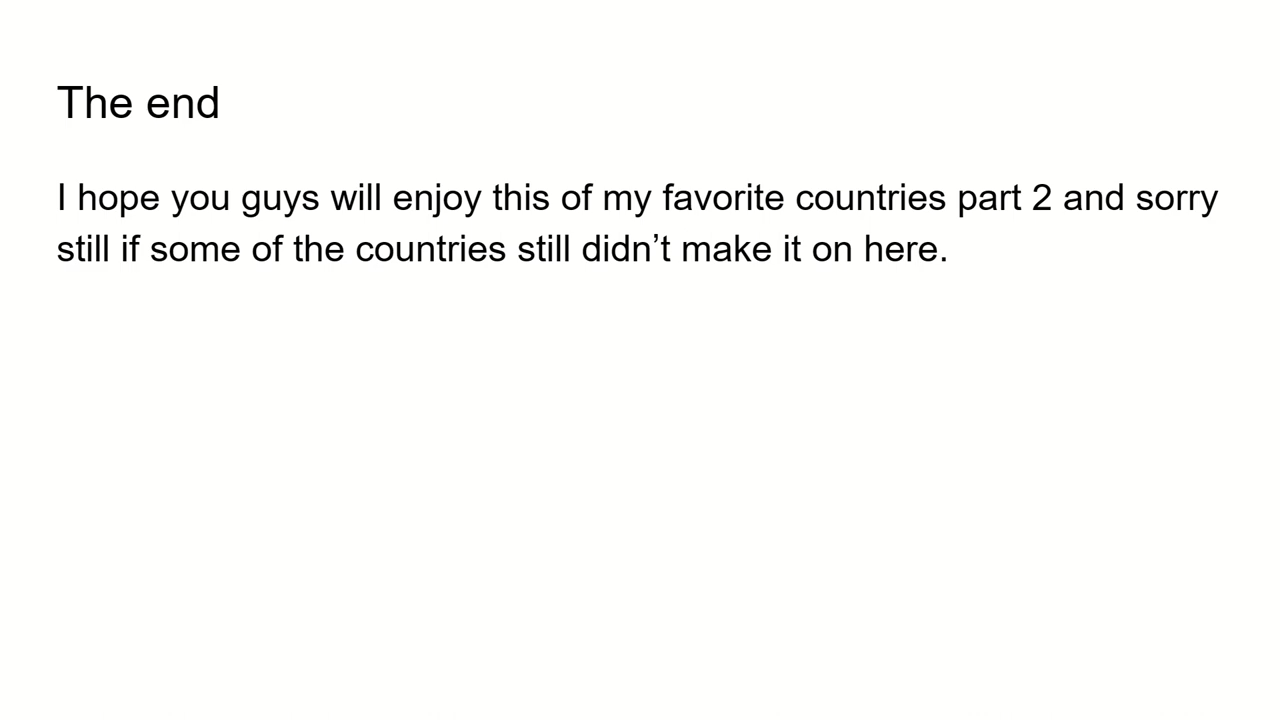 The end
I hope you guys will enjoy this of my favorite countries part 2 and sorry
still if some of the countries still didn’t make it on here.